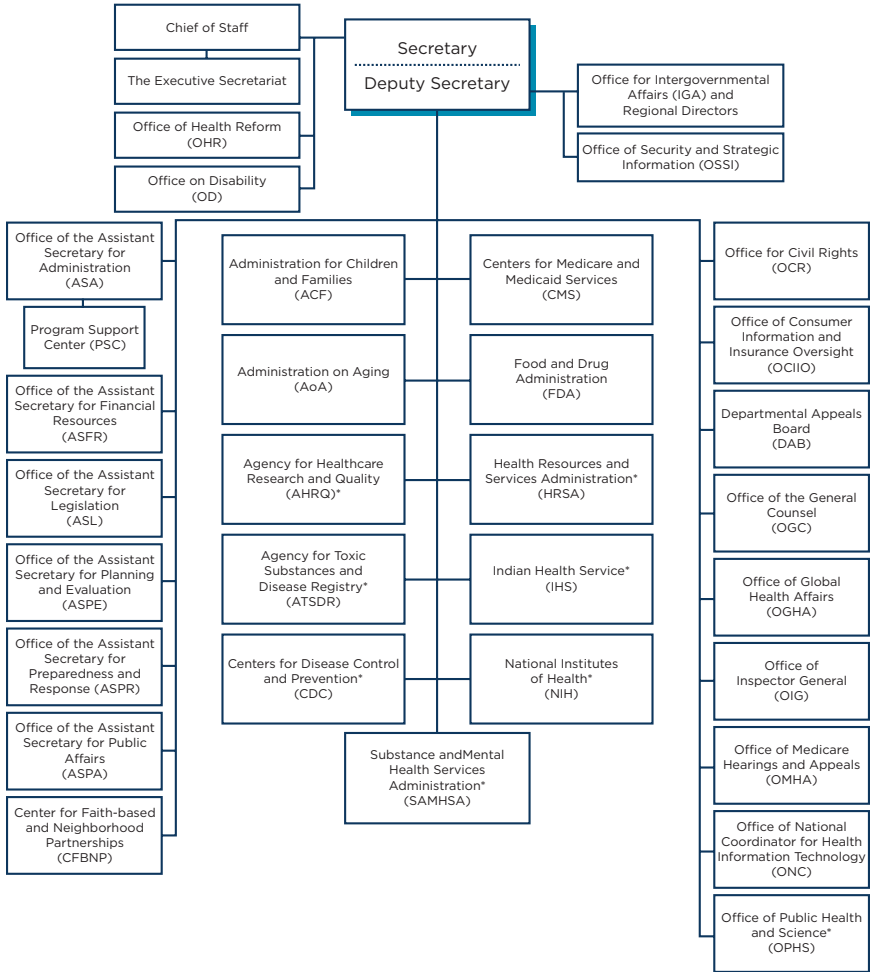 Chief of Staff
The Executive Secretariat
Office of Health Reform
(OHR)
Office on Disability
(OD)
Secretary
Deputy Secretary
Office for Intergovernmental
Affairs (IGA) and
Regional Directors
Office of Security and Strategic
Information (OSSI)
Office of the Assistant
Secretary for
Administration
(ASA)
Program Support
Center (PSC)
Office of the Assistant
Secretary for Financial
Resources
(ASFR)
Office of the Assistant
Secretary for
Legislation
(ASL)
Office of the Assistant
Secretary for Planning
and Evaluation
(ASPE)
Office of the Assistant
Secretary for
Preparedness and
Response (ASPR)
Office of the Assistant
Secretary for Public
Affairs
(ASPA)
Center for Faith-based
and Neighborhood
Partnerships
(CFBNP)
Administration for Children
and Families
(ACF)
Administration on Aging
(AoA)
Agency for Healthcare
Research and Quality
(AHRQ)*
Agency for Toxic
Substances and
Disease Registry*
(ATSDR)
Centers for Disease Control
and Prevention*
(CDC)
Centers for Medicare and
Medicaid Services
(CMS)
Food and Drug
Administration
(FDA)
Health Resources and
Services Administration*
(HRSA)
Indian Health Service*
(IHS)
National Institutes
of Health*
(NIH)
Substance andMental
Health Services
Administration*
(SAMHSA)
Office for Civil Rights
(OCR)
Office of Consumer
Information and
Insurance Oversight
(OCIIO)
Departmental Appeals
Board
(DAB)
Office of the General
Counsel
(OGC)
Office of Global
Health Affairs
(OGHA)
Office of
Inspector General
(OIG)
Office of Medicare
Hearings and Appeals
(OMHA)
Office of National
Coordinator for Health
Information Technology
(ONC)
Office of Public Health
and Science*
(OPHS)